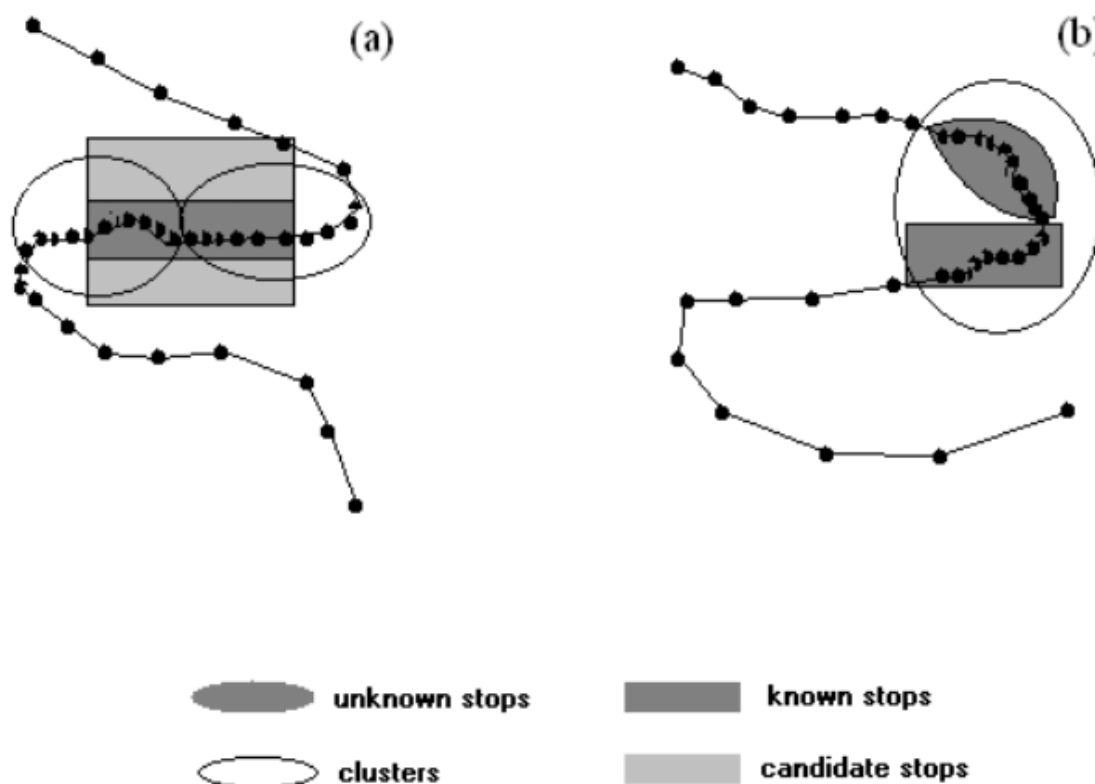 (a)
(b)
unknown stops
known stops
clusters
candidate stops